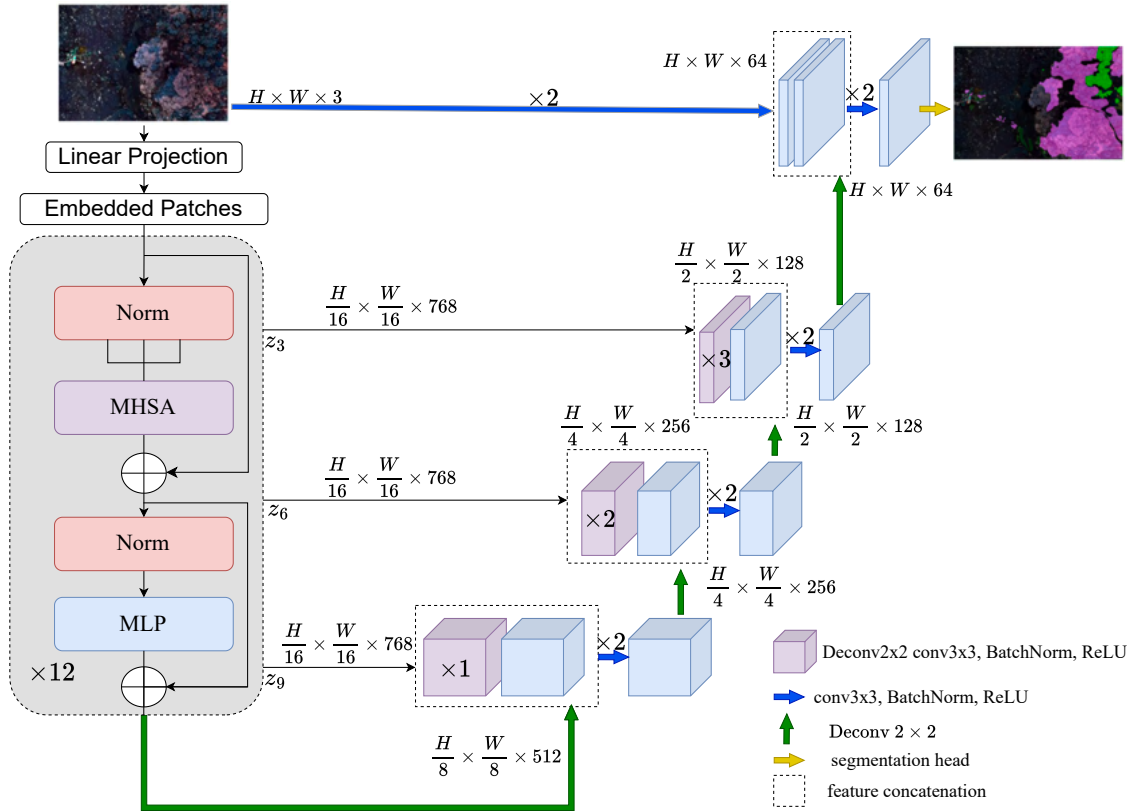 H × W × 3
×2
H × W × 64
×2
Linear Projection
Embedded Patches
H × W × 64
Norm
H/16 × W/16 × 768
z₃
H/2 × W/2 × 128
×3
×2
MHSA
H/2 × W/2 × 128
H/16 × W/16 × 768
z₆
H/4 × W/4 × 256
×2
×2
Norm
H/4 × W/4 × 256
MLP
×12
H/16 × W/16 × 768
z₉
×1
×2
H/8 × W/8 × 512
Deconv2x2 conv3x3, BatchNorm, ReLU
conv3x3, BatchNorm, ReLU
Deconv 2 × 2
segmentation head
feature concatenation